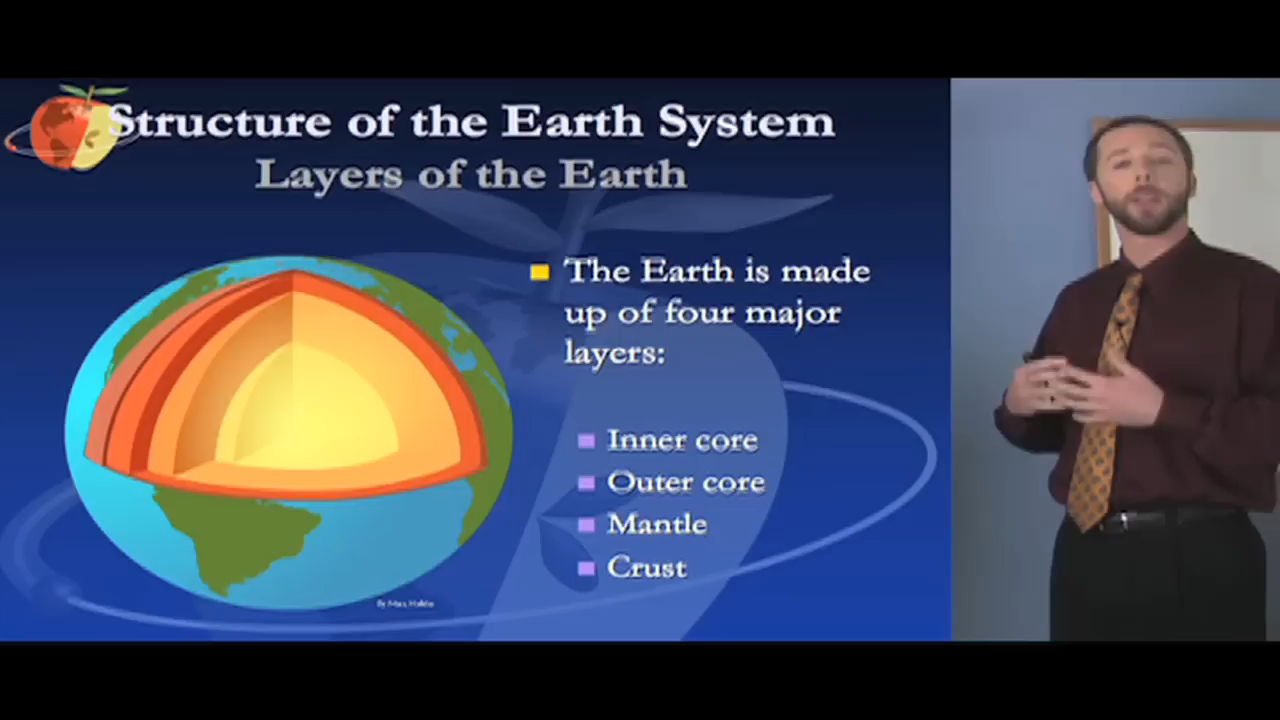 Structure of the Earth System
Layers of the Earth
The Earth is made
up of four major
layers:
Inner core
Outer core
Mantle
Crust